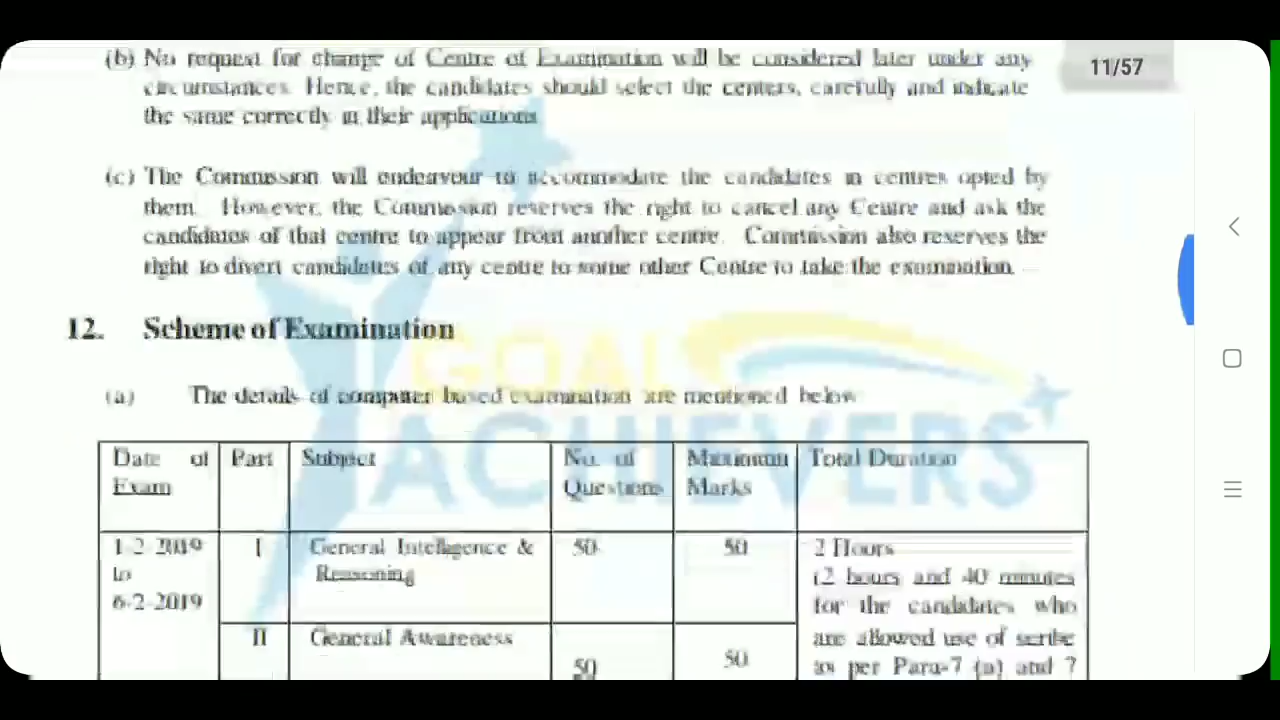 (b) No request for change of Centre of Examination will be considered later under any
circumstances. Hence, the candidates should select the centers, carefully and indicate
the same correctly in their applications
11/57
(c) The Commission will endeavour to accommodate the candidates in centres opted by
them. However, the Commission reserves the right to cancel any Centre and ask the
candidates of that centre to appear from another centre. Commission also reserves the
right to divert candidates of any centre to some other Centre to take the examination.
12. Scheme of Examination
GOAL
ACHIEVERS
(a) The details of computer based examination are mentioned below
Date of Exam Part Subject No. of Questions Maximum Marks Total Duration
1-2-2019 to 6-2-2019 I General Intelligence & Reasoning 50 50 2 Hours
(2 hours and 40 minutes
for the candidates who
are allowed use of scribe
as per Para-7 (a) and 7
II General Awareness 50 50